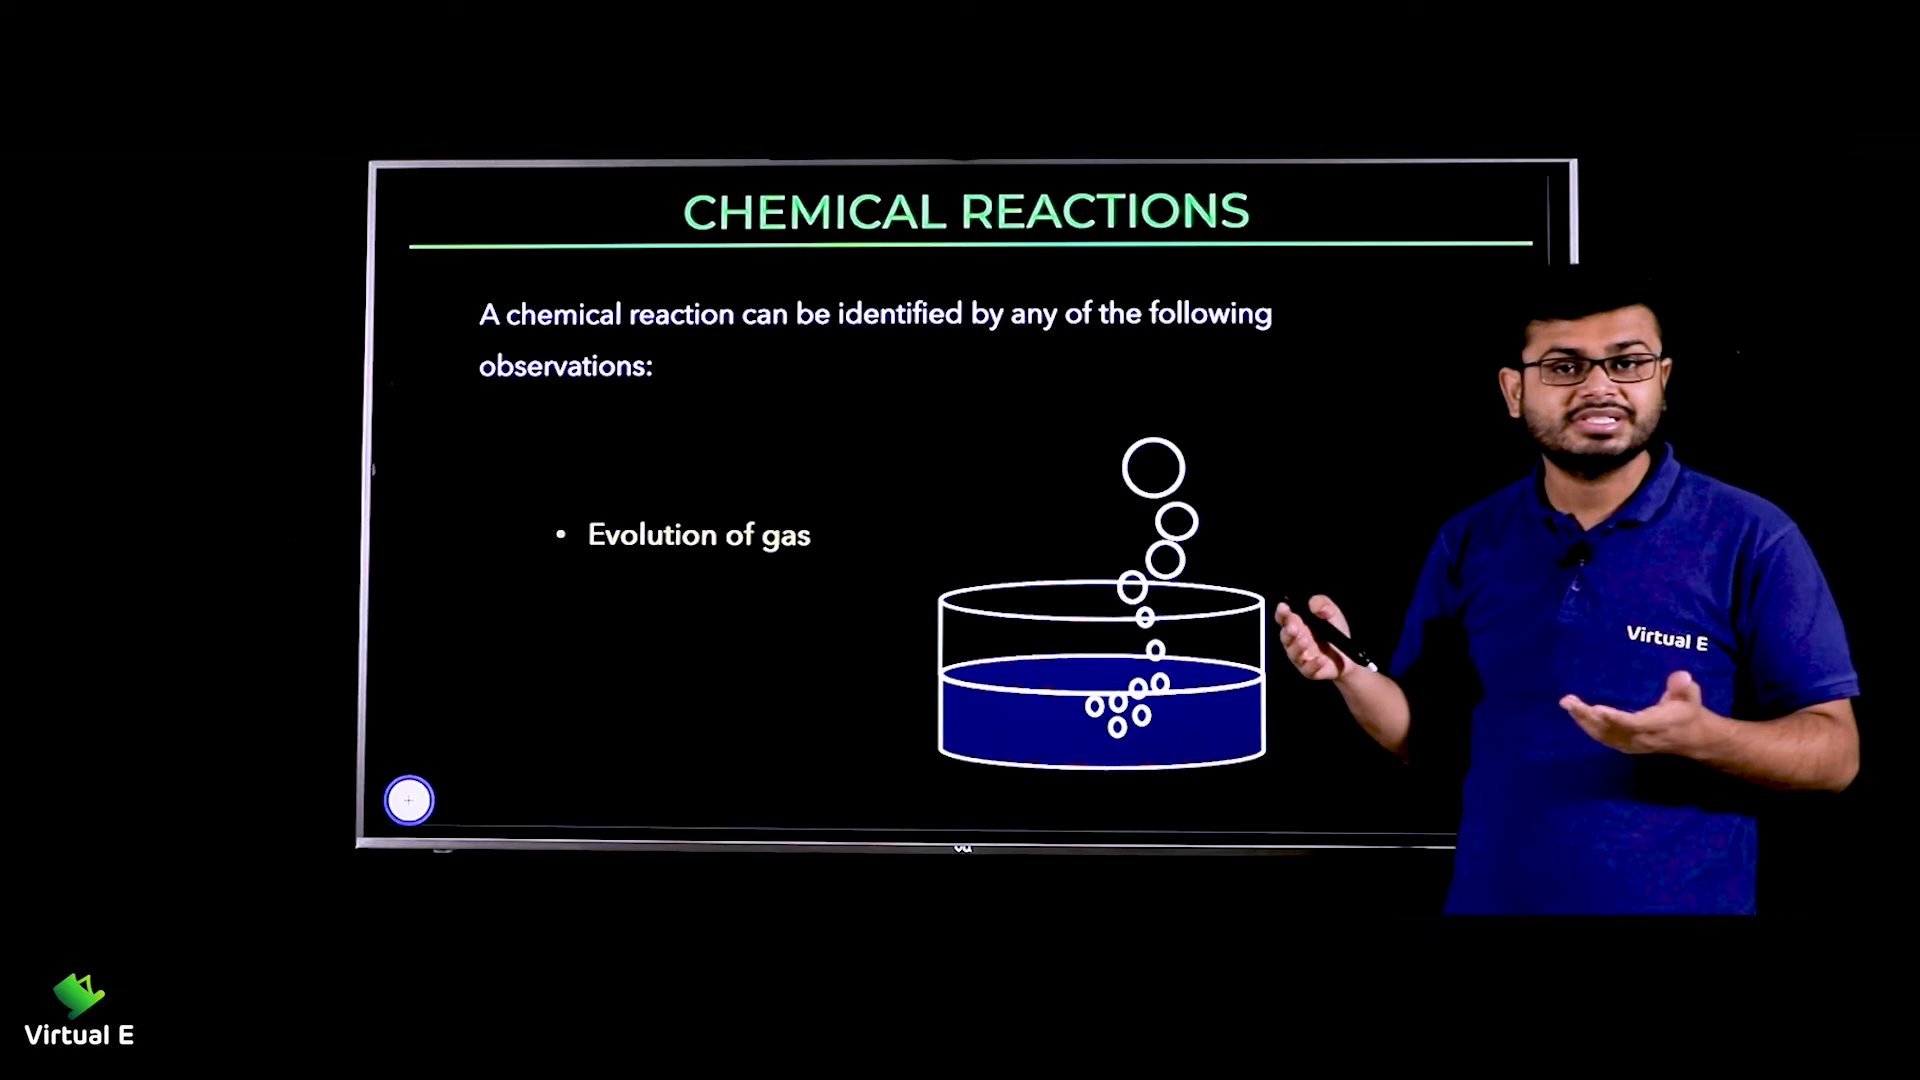 CHEMICAL REACTIONS
A chemical reaction can be identified by any of the following
observations:
• Evolution of gas
Virtual E
Virtual E